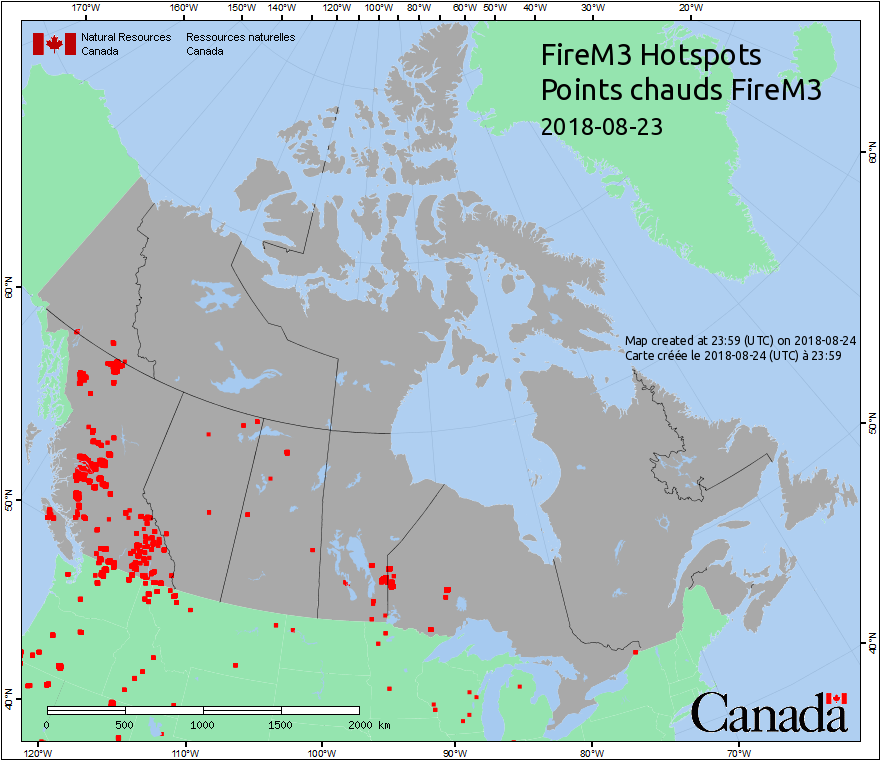 170°W 160°W 150°W 140°W 120°W 100°W 80°W 60°W 50°W 40°W 30°W 20°W
Natural Resources Ressources naturelles
Canada Canada
FireM3 Hotspots
Points chauds FireM3
2018-08-23
60°N
60°N
Map created at 23:59 (UTC) on 2018-08-24
Carte créée le 2018-08-24 (UTC) à 23:59
50°N
50°N
40°N
40°N
Canada
0 500 1000 1500 2000 km
120°W 110°W 100°W 90°W 80°W 70°W